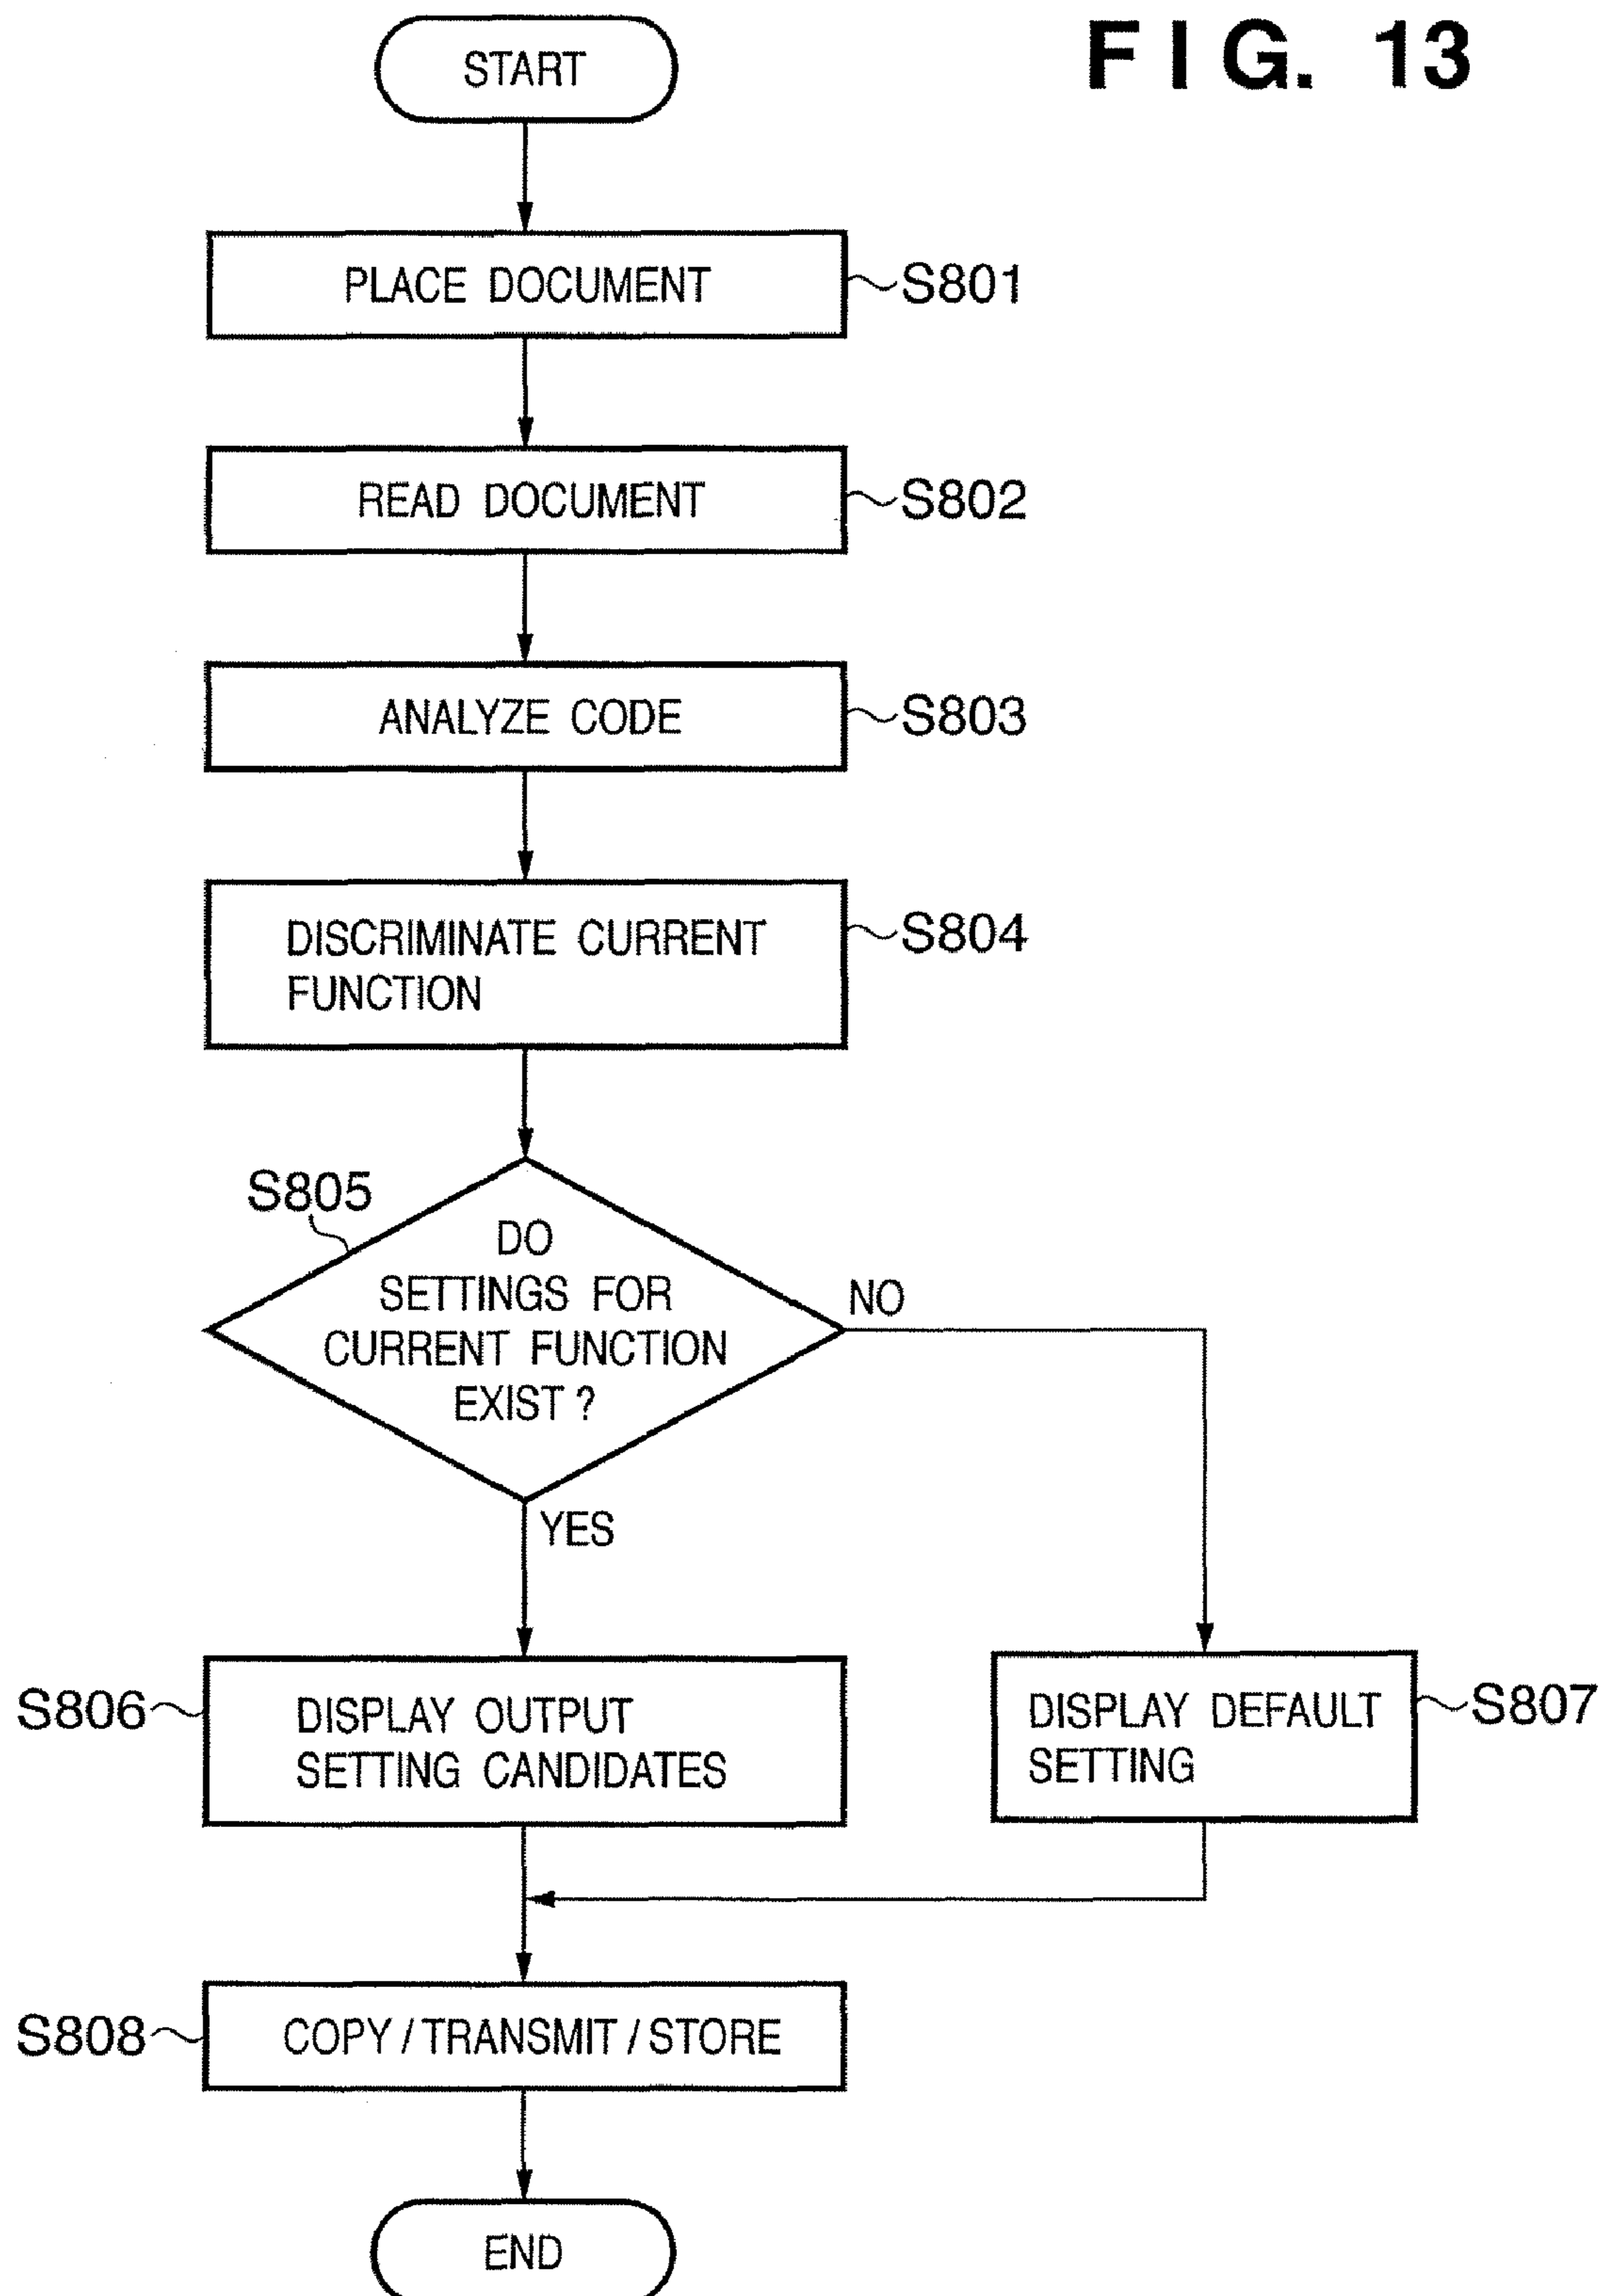 FIG. 13
START
PLACE DOCUMENT
S801
READ DOCUMENT
S802
ANALYZE CODE
S803
DISCRIMINATE CURRENT
FUNCTION
S804
S805
DO
SETTINGS FOR
CURRENT FUNCTION
EXIST?
NO
YES
S806
DISPLAY OUTPUT
SETTING CANDIDATES
DISPLAY DEFAULT
SETTING
S807
S808
COPY / TRANSMIT / STORE
END